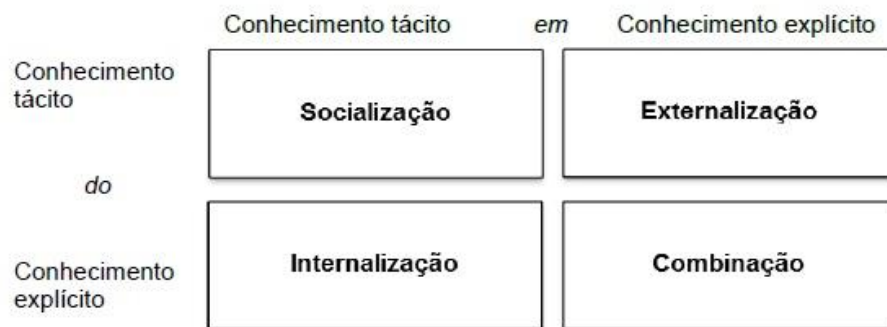 Conhecimento tácito em Conhecimento explícito
Conhecimento
tácito
Socialização Externalização
do
Internalização Combinação
Conhecimento
explícito